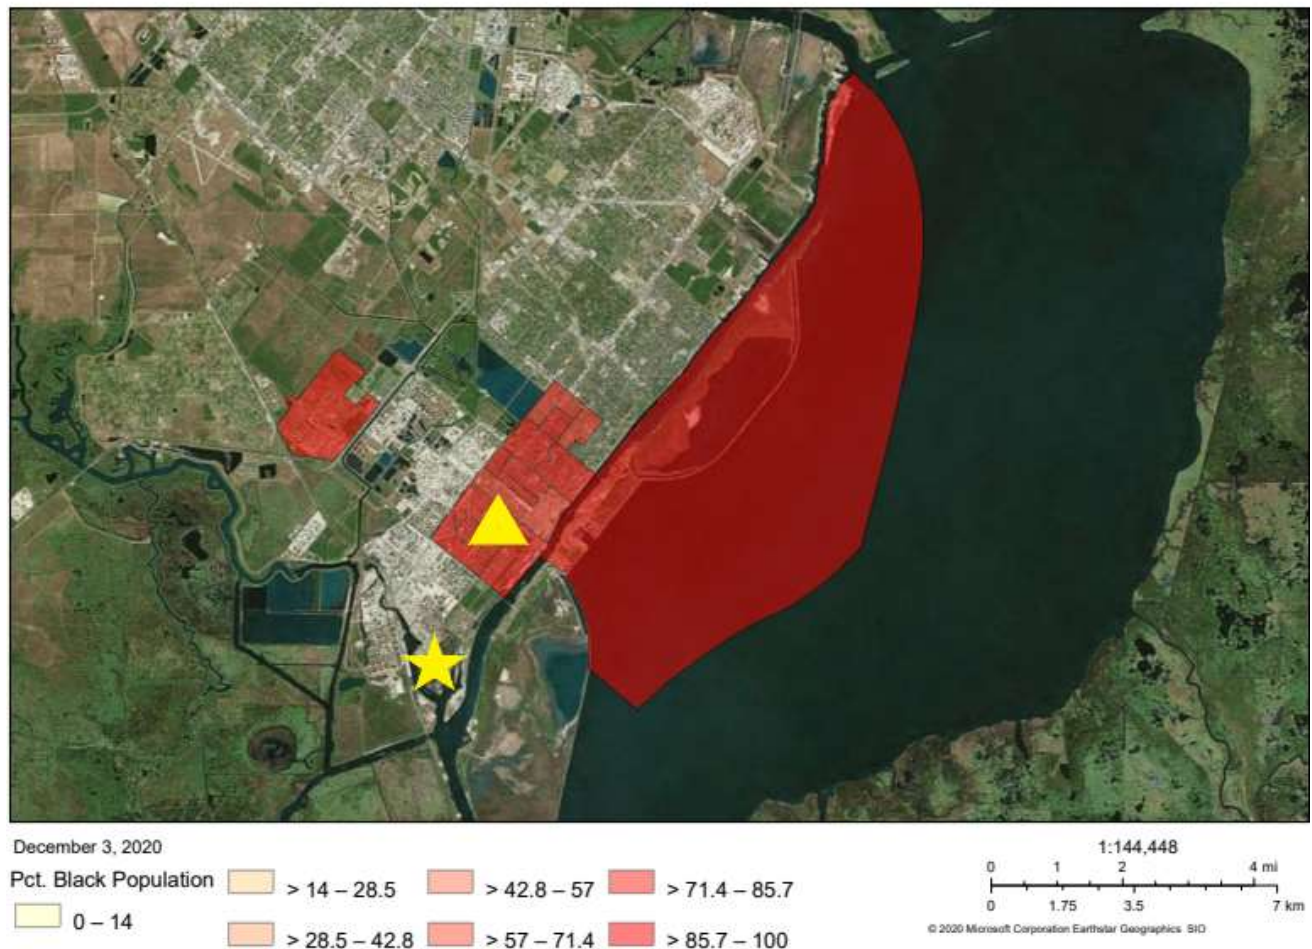 December 3, 2020
Pct. Black Population
0 – 14
> 14 – 28.5
> 28.5 – 42.8
> 42.8 – 57
> 57 – 71.4
> 71.4 – 85.7
> 85.7 – 100
1:144,448
0 1 2 4 mi
0 1.75 3.5 7 km
© 2020 Microsoft Corporation Earthstar Geographics SIO